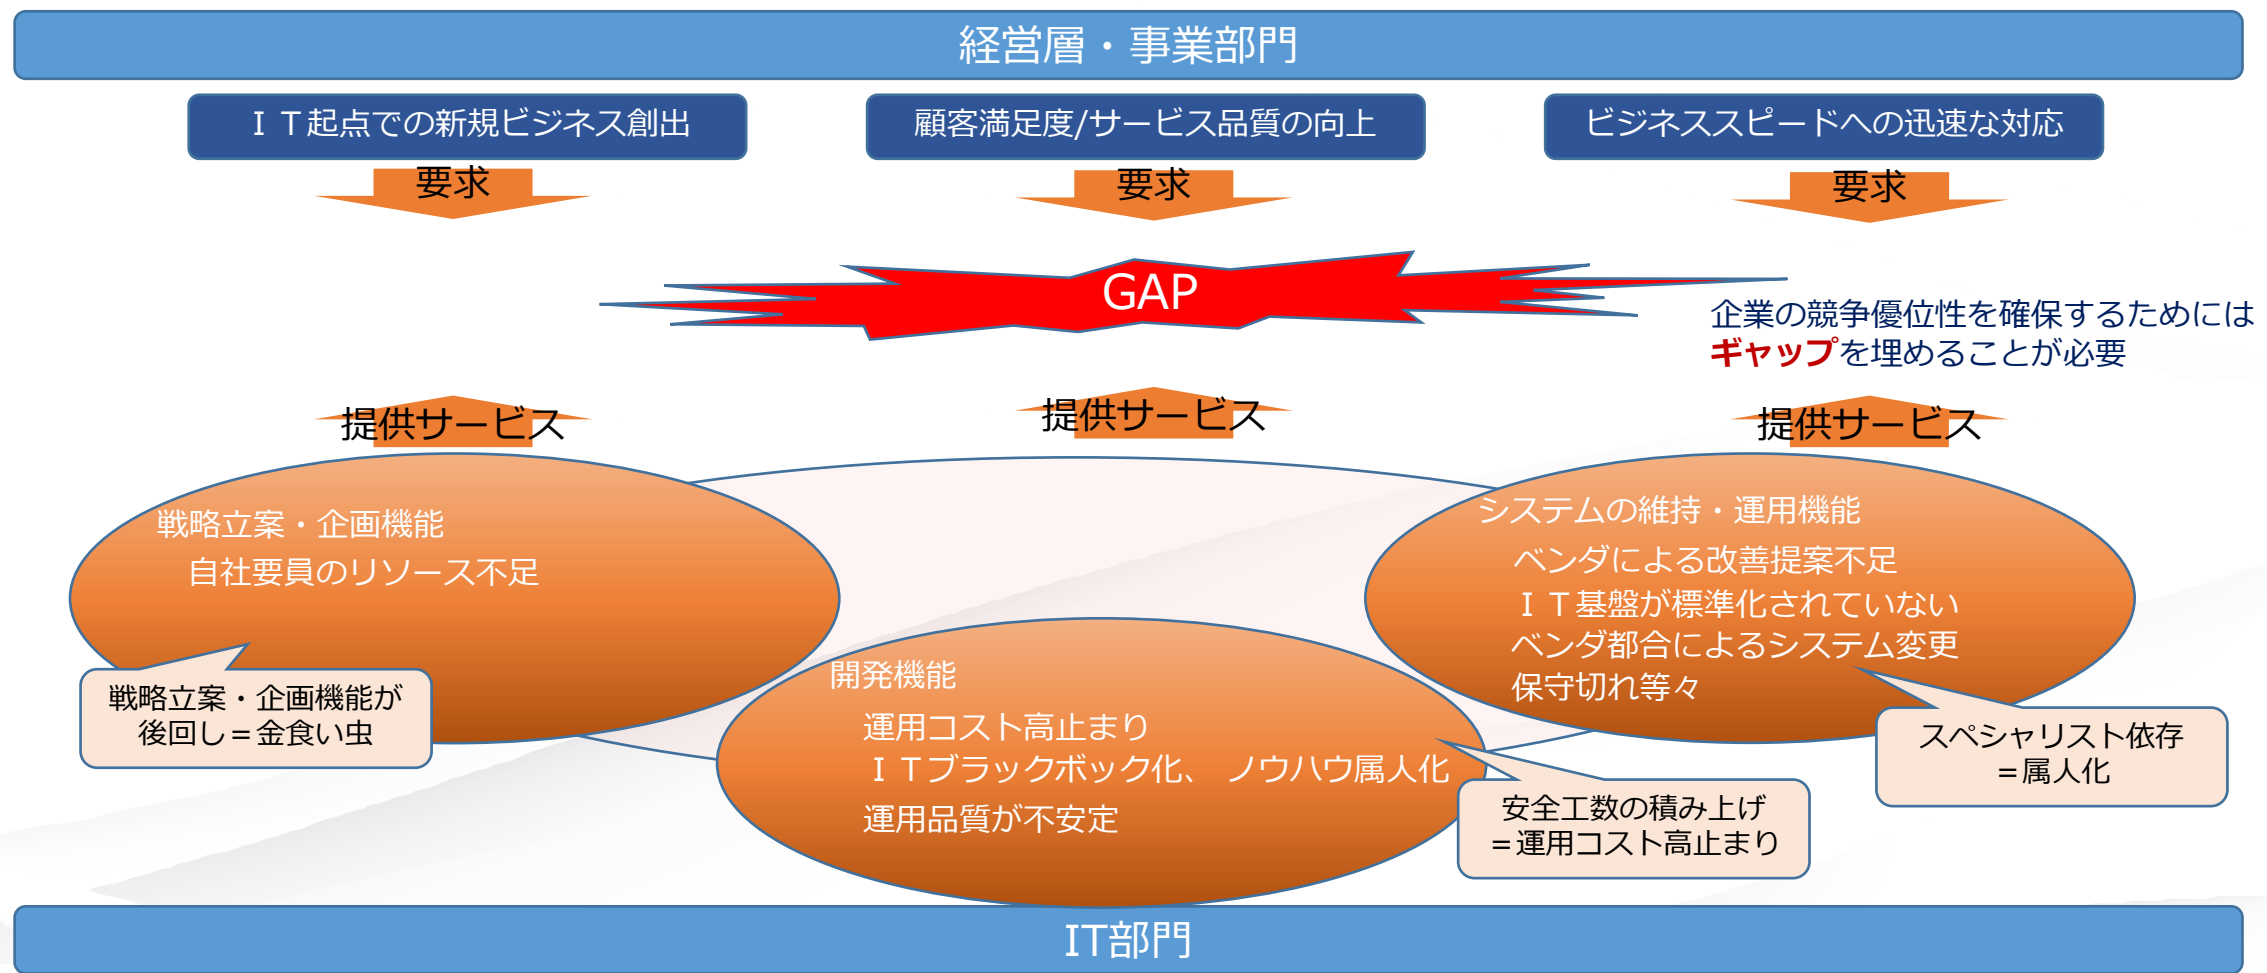 経営層・事業部門
ＩＴ起点での新規ビジネス創出
顧客満足度/サービス品質の向上
ビジネススピードへの迅速な対応
要求
要求
要求
GAP
企業の競争優位性を確保するためには
ギャップを埋めることが必要
提供サービス
提供サービス
提供サービス
戦略立案・企画機能
自社要員のリソース不足
戦略立案・企画機能が
後回し＝金食い虫
開発機能
運用コスト高止まり
ＩＴブラックボック化、 ノウハウ属人化
運用品質が不安定
安全工数の積み上げ
＝運用コスト高止まり
システムの維持・運用機能
ベンダによる改善提案不足
ＩＴ基盤が標準化されていない
ベンダ都合によるシステム変更
保守切れ等々
スペシャリスト依存
＝属人化
IT部門